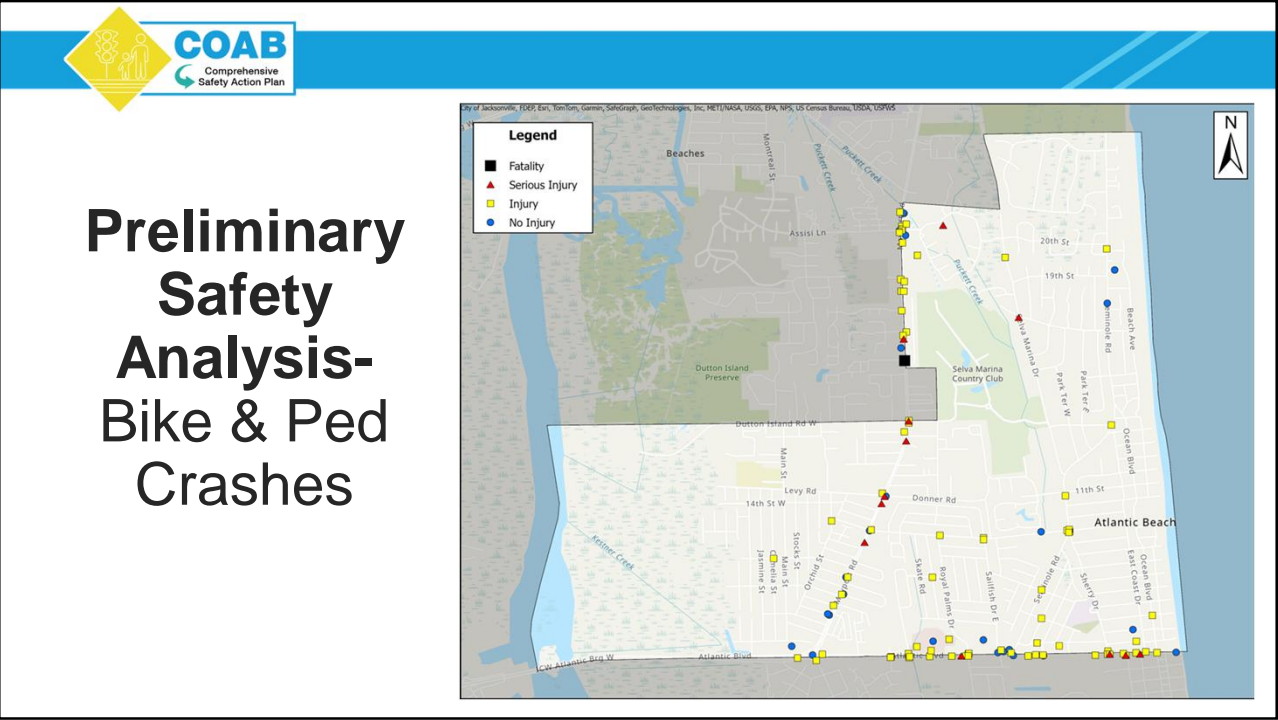 COAB
Comprehensive
Safety Action Plan
Preliminary
Safety
Analysis-
Bike & Ped
Crashes
City of Jacksonville, FDEP, Esri, TomTom, Garmin, SafeGraph, GeoTechnologies, Inc, METI/NASA, USGS, EPA, NPS, US Census Bureau, USDA, USFWS
Legend
Fatality
Serious Injury
Injury
No Injury
N
Beaches
Montreal St
Puckett Creek
Puckett Creek
Assisi Ln
20th St
Puckett Creek
19th St
Beach Ave
Selva Marina Dr
Dutton Island
Preserve
Selva Marina
Country Club
Park Ter W
Park Ter E
Dutton Island Rd W
Ocean Blvd
Main St
Levy Rd
14th St W
Donner Rd
11th St
Atlantic Beach
Kestner Creek
Stocks St
Main St
Jasmine St
Orchid St
Skate Rd
Royal Palms Dr
Sailfish Dr E
Sherry Dr
East Coast Dr
Ocean Blvd
Atlantic Blvd
ICW Atlantic Brg W